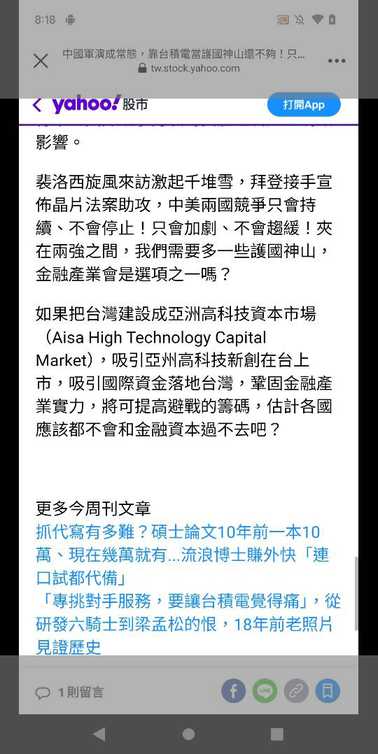 8:18
中國軍演成常態，靠台積電當護國神山還不夠！只...
tw.stock.yahoo.com
yahoo! 股市
打開App
影響。
裴洛西旋風來訪激起千堆雪，拜登接手宣
佈晶片法案助攻，中美兩國競爭只會持
續、不會停止！只會加劇、不會趨緩！夾
在兩強之間，我們需要多一些護國神山，
金融產業會是選項之一嗎？
如果把台灣建設成亞洲高科技資本市場
（Aisa High Technology Capital
Market），吸引亞州高科技新創在台上
市，吸引國際資金落地台灣，鞏固金融產
業實力，將可提高避戰的籌碼，估計各國
應該都不會和金融資本過不去吧？
更多今周刊文章
抓代寫有多難？碩士論文10年前一本10
萬、現在幾萬就有...流浪博士賺外快「連
口試都代備」
「專挑對手服務，要讓台積電覺得痛」，從
研發六騎士到梁孟松的恨，18年前老照片
見證歷史
1 則留言